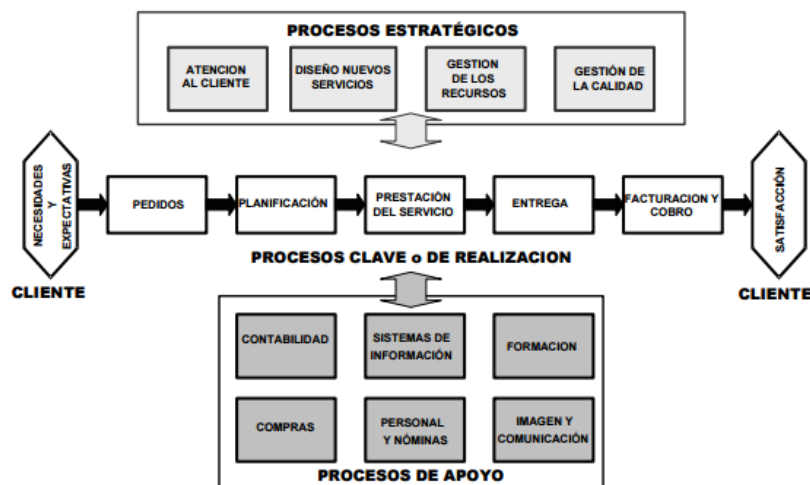 PROCESOS ESTRATÉGICOS
ATENCION
AL CLIENTE
DISEÑO NUEVOS
SERVICIOS
GESTION
DE LOS
RECURSOS
GESTIÓN DE
LA CALIDAD
NECESIDADES
Y
EXPECTATIVAS
CLIENTE
PEDIDOS
PLANIFICACIÓN
PRESTACIÓN
DEL SERVICIO
ENTREGA
FACTURACION Y
COBRO
SATISFACCIÓN
CLIENTE
PROCESOS CLAVE o DE REALIZACION
CONTABILIDAD
SISTEMAS DE
INFORMACIÓN
FORMACION
COMPRAS
PERSONAL
Y NÓMINAS
IMAGEN Y
COMUNICACIÓN
PROCESOS DE APOYO